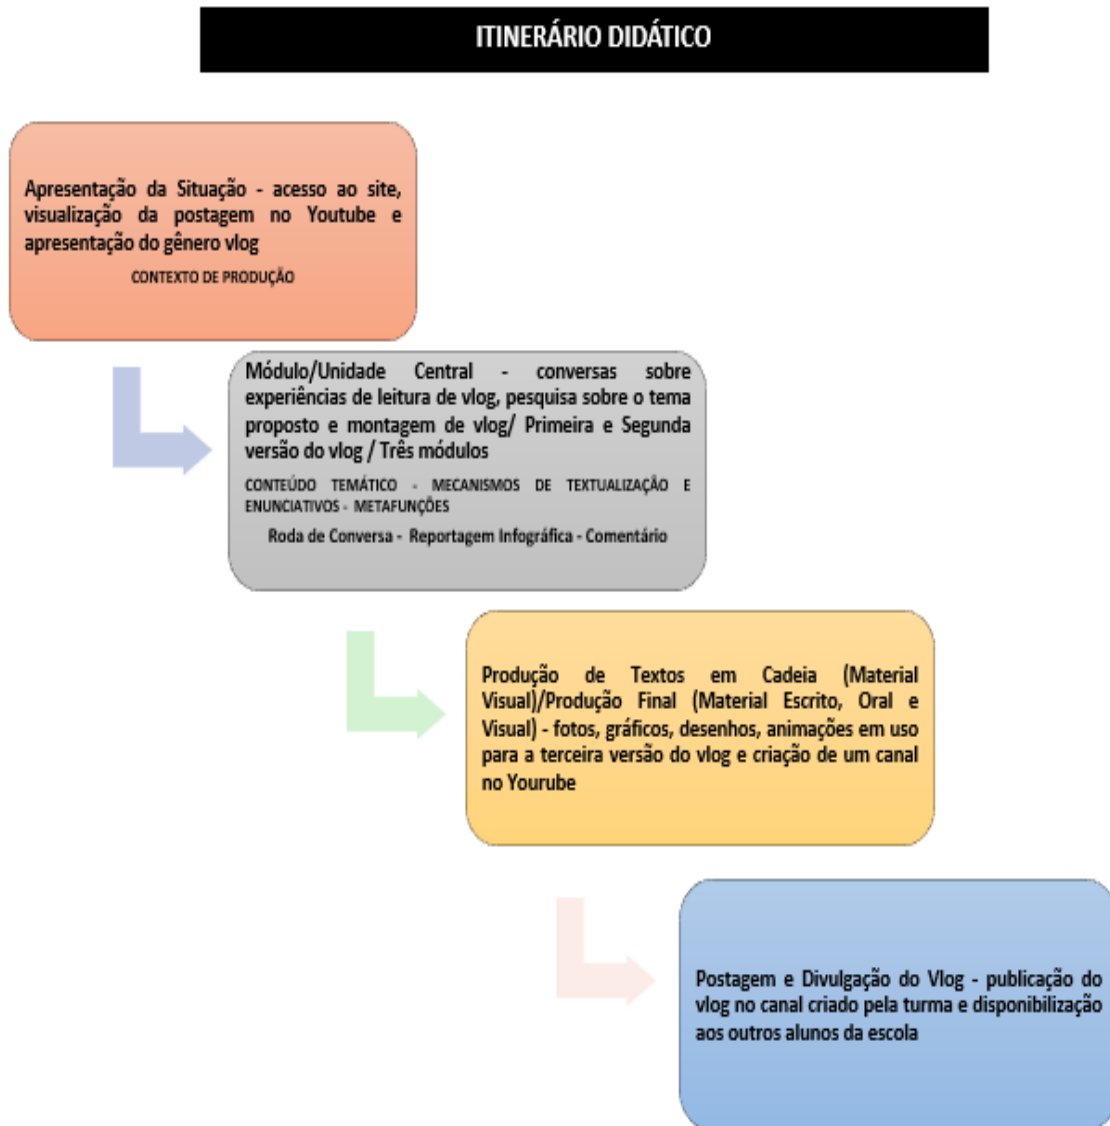 ITINERÁRIO DIDÁTICO
Apresentação da Situação - acesso ao site,
visualização da postagem no Youtube e
apresentação do gênero vlog
CONTEXTO DE PRODUÇÃO
Módulo/Unidade Central - conversas sobre
experiências de leitura de vlog, pesquisa sobre o tema
proposto e montagem de vlog/ Primeira e Segunda
versão do vlog / Três módulos
CONTEÚDO TEMÁTICO - MECANISMOS DE TEXTUALIZAÇÃO E
ENUNCIATIVOS - METAFUNÇÕES
Roda de Conversa - Reportagem Infográfica - Comentário
Produção de Textos em Cadeia (Material
Visual)/Produção Final (Material Escrito, Oral e
Visual) - fotos, gráficos, desenhos, animações em uso
para a terceira versão do vlog e criação de um canal
no Yourube
Postagem e Divulgação do Vlog - publicação do
vlog no canal criado pela turma e disponibilização
aos outros alunos da escola